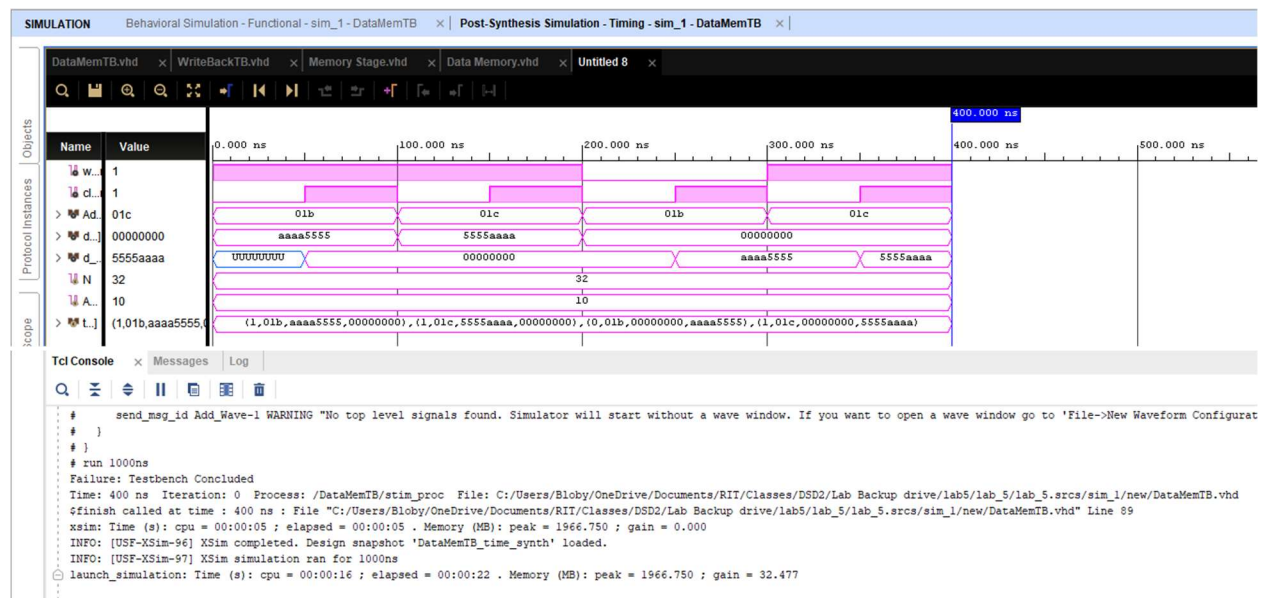 SIMULATION Behavioral Simulation - Functional - sim_1 - DataMemTB × Post-Synthesis Simulation - Timing - sim_1 - DataMemTB ×
DataMemTB.vhd × WriteBackTB.vhd × Memory Stage.vhd × Data Memory.vhd × Untitled 8 ×
400.000 ns
Objects
Name Value 0.000 ns 100.000 ns 200.000 ns 300.000 ns 400.000 ns 500.000 ns
w... 1
cl... 1
Protocol Instances
> Ad.. 01c 01b 01c 01b 01c
> d...] 00000000 aaaa5555 5555aaaa 00000000
> d_.. 5555aaaa UUUUUUUU 00000000 aaaa5555 5555aaaa
N 32 32
A... 10 10
> t...] (1,01b,aaaa5555,0 (1,01b,aaaa5555,00000000),(1,01c,5555aaaa,00000000),(0,01b,00000000,aaaa5555),(1,01c,00000000,5555aaaa)
Scope
Tcl Console × Messages Log
# send_msg_id Add_Wave-1 WARNING "No top level signals found. Simulator will start without a wave window. If you want to open a wave window go to 'File->New Waveform Configurat
# }
# }
# run 1000ns
Failure: Testbench Concluded
Time: 400 ns Iteration: 0 Process: /DataMemTB/stim_proc File: C:/Users/Bloby/OneDrive/Documents/RIT/Classes/DSD2/Lab Backup drive/lab5/lab_5/lab_5.srcs/sim_1/new/DataMemTB.vhd
$finish called at time : 400 ns : File "C:/Users/Bloby/OneDrive/Documents/RIT/Classes/DSD2/Lab Backup drive/lab5/lab_5/lab_5.srcs/sim_1/new/DataMemTB.vhd" Line 89
xsim: Time (s): cpu = 00:00:05 ; elapsed = 00:00:05 . Memory (MB): peak = 1966.750 ; gain = 0.000
INFO: [USF-XSim-96] XSim completed. Design snapshot 'DataMemTB_time_synth' loaded.
INFO: [USF-XSim-97] XSim simulation ran for 1000ns
launch_simulation: Time (s): cpu = 00:00:16 ; elapsed = 00:00:22 . Memory (MB): peak = 1966.750 ; gain = 32.477